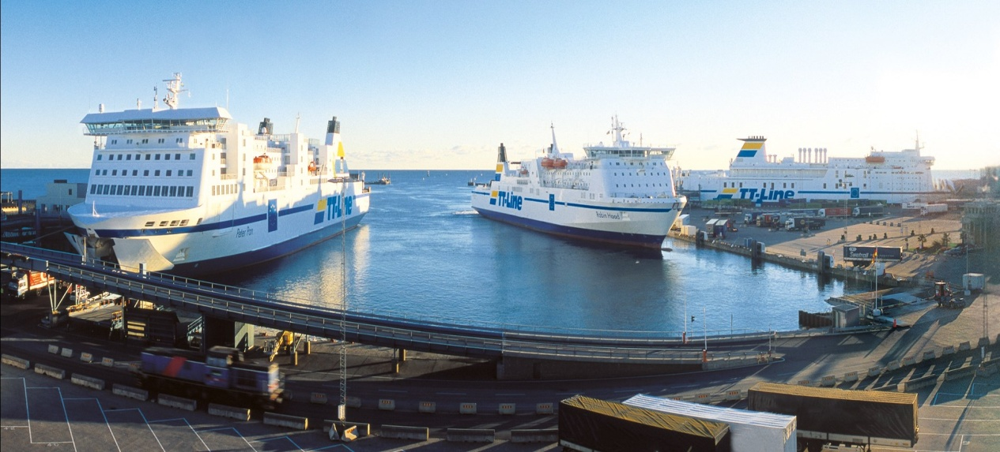 Peter Pan
TT-Line
TT-Line
Robin Hood
TT-Line